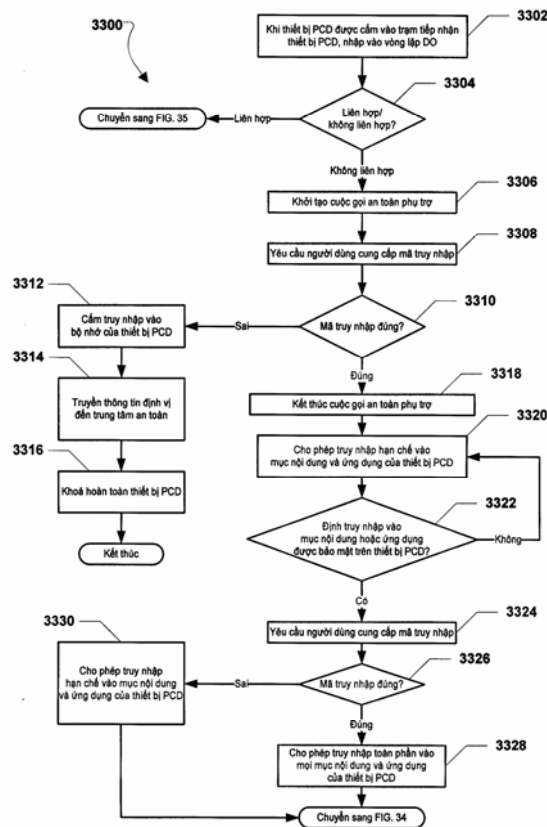 3300
3302
Khi thiết bị PCD được cắm vào trạm tiếp nhận
thiết bị PCD, nhập vào vòng lặp DO
3304
Liên hợp/
không liên hợp?
Liên hợp
Chuyển sang FIG. 35
Không liên hợp
3306
Khởi tạo cuộc gọi an toàn phụ trợ
3308
Yêu cầu người dùng cung cấp mã truy nhập
3310
Mã truy nhập đúng?
Sai
3312
Cấm truy nhập vào
bộ nhớ của thiết bị PCD
3314
Truyền thông tin định vị
đến trung tâm an toàn
3316
Khoá hoàn toàn thiết bị PCD
Kết thúc
Đúng
3318
Kết thúc cuộc gọi an toàn phụ trợ
3320
Cho phép truy nhập hạn chế vào
mục nội dung và ứng dụng của thiết bị PCD
3322
Định truy nhập vào
mục nội dung hoặc ứng dụng
được bảo mật trên thiết bị PCD?
Không
Có
3324
Yêu cầu người dùng cung cấp mã truy nhập
3326
Mã truy nhập đúng?
Sai
3330
Cho phép truy nhập
hạn chế vào mục nội dung
và ứng dụng của thiết bị PCD
Đúng
3328
Cho phép truy nhập toàn phần vào
mọi mục nội dung và ứng dụng
của thiết bị PCD
Chuyển sang FIG. 34